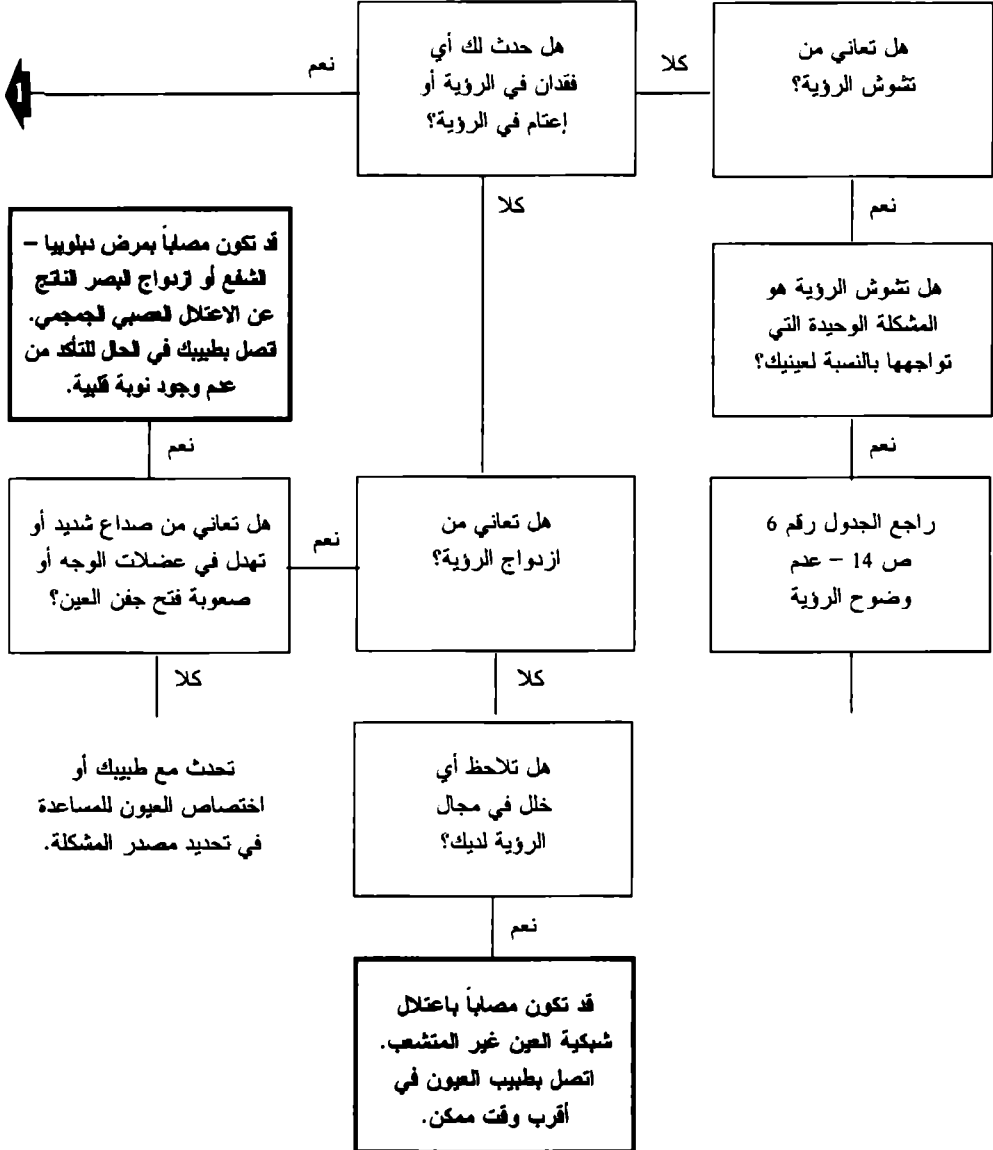 هل تعاني من
تشوش الرؤية؟
كلا
هل حدث لك أي
فقدان في الرؤية أو
إعتام في الرؤية؟
نعم
1
نعم
كلا
هل تشوش الرؤية هو
المشكلة الوحيدة التي
تواجهها بالنسبة لعينيك؟
قد تكون مصاباً بمرض دبلوبيا –
الشفع أو ازدواج البصر الناتج
عن الاعتلال العصبي الجمجمي.
اتصل بطبيبك في الحال للتأكد من
عدم وجود نوبة قلبية.
نعم
نعم
راجع الجدول رقم 6
ص 14 – عدم
وضوح الرؤية
هل تعاني من
ازدواج الرؤية؟
نعم
هل تعاني من صداع شديد أو
تهدل في عضلات الوجه أو
صعوبة فتح جفن العين؟
كلا
كلا
هل تلاحظ أي
خلل في مجال
الرؤية لديك؟
تحدث مع طبيبك أو
اختصاص العيون للمساعدة
في تحديد مصدر المشكلة.
نعم
قد تكون مصاباً باعتلال
شبكية العين غير المتشعب.
اتصل بطبيب العيون في
أقرب وقت ممكن.